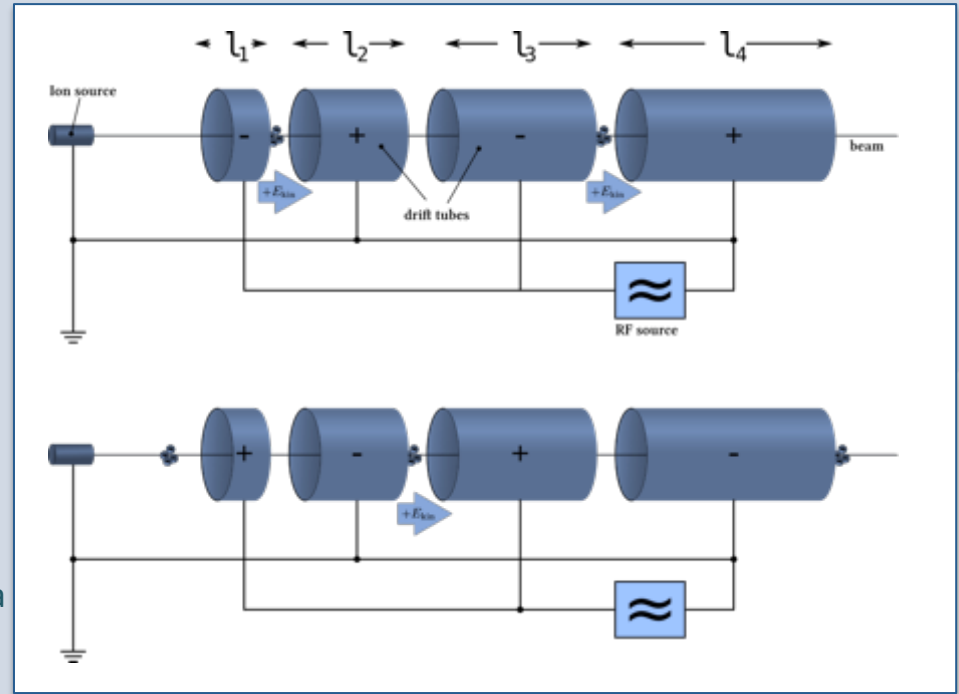 l₁ l₂ l₃ l₄
Ion source
- + - +
beam
+Eₖᵢₙ +Eₖᵢₙ
drift tubes
≈
RF source
+ - + -
+Eₖᵢₙ
≈
a